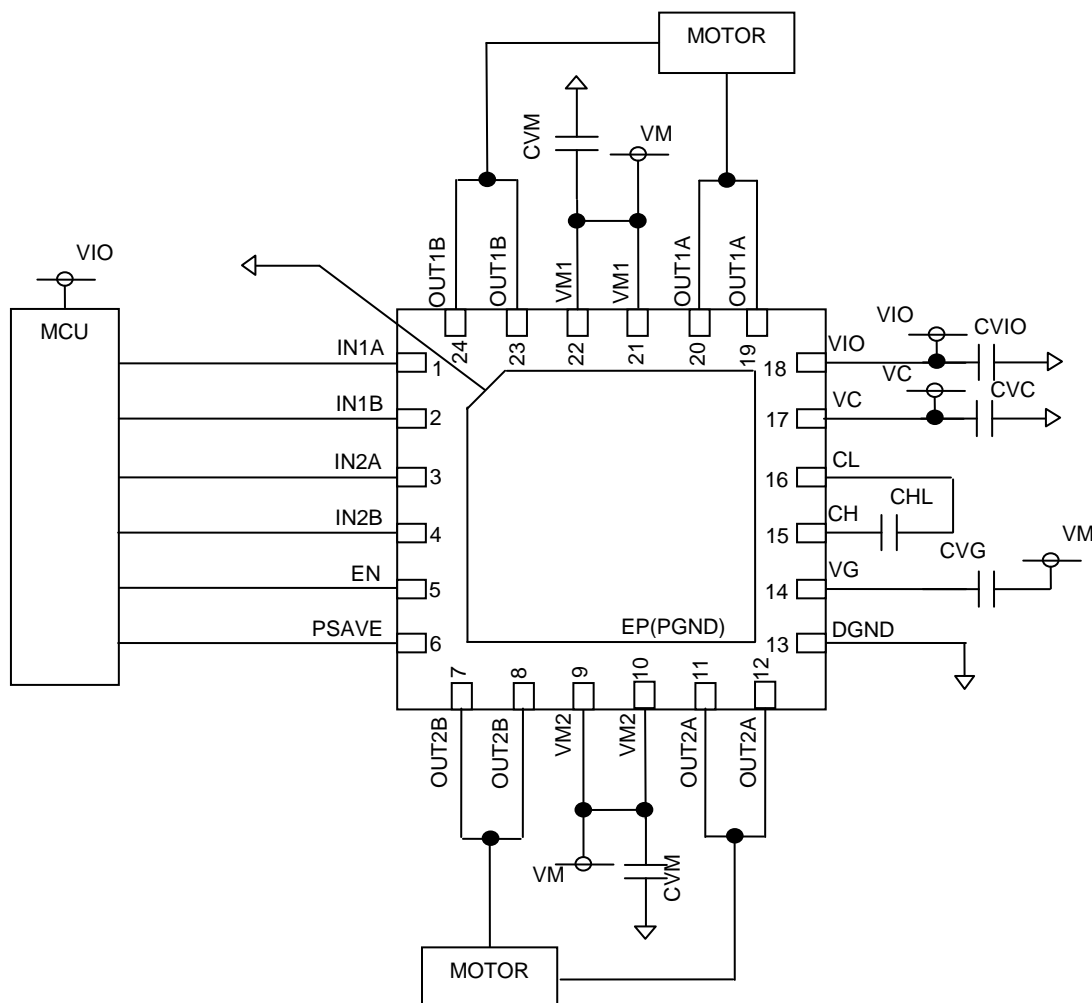 MOTOR
CVM
VM
OUT1B
OUT1B
VM1
VM1
OUT1A
OUT1A
24
23
22
21
20
19
VIO
MCU
IN1A
1
IN1B
2
IN2A
3
IN2B
4
EN
5
PSAVE
6
VIO
CVIO
VIO
18
VC
CVC
VC
17
CL
16
CHL
CH
15
CVG
VM
VG
14
DGND
13
EP(PGND)
7
8
9
10
11
12
OUT2B
OUT2B
VM2
VM2
OUT2A
OUT2A
VM
CVM
MOTOR